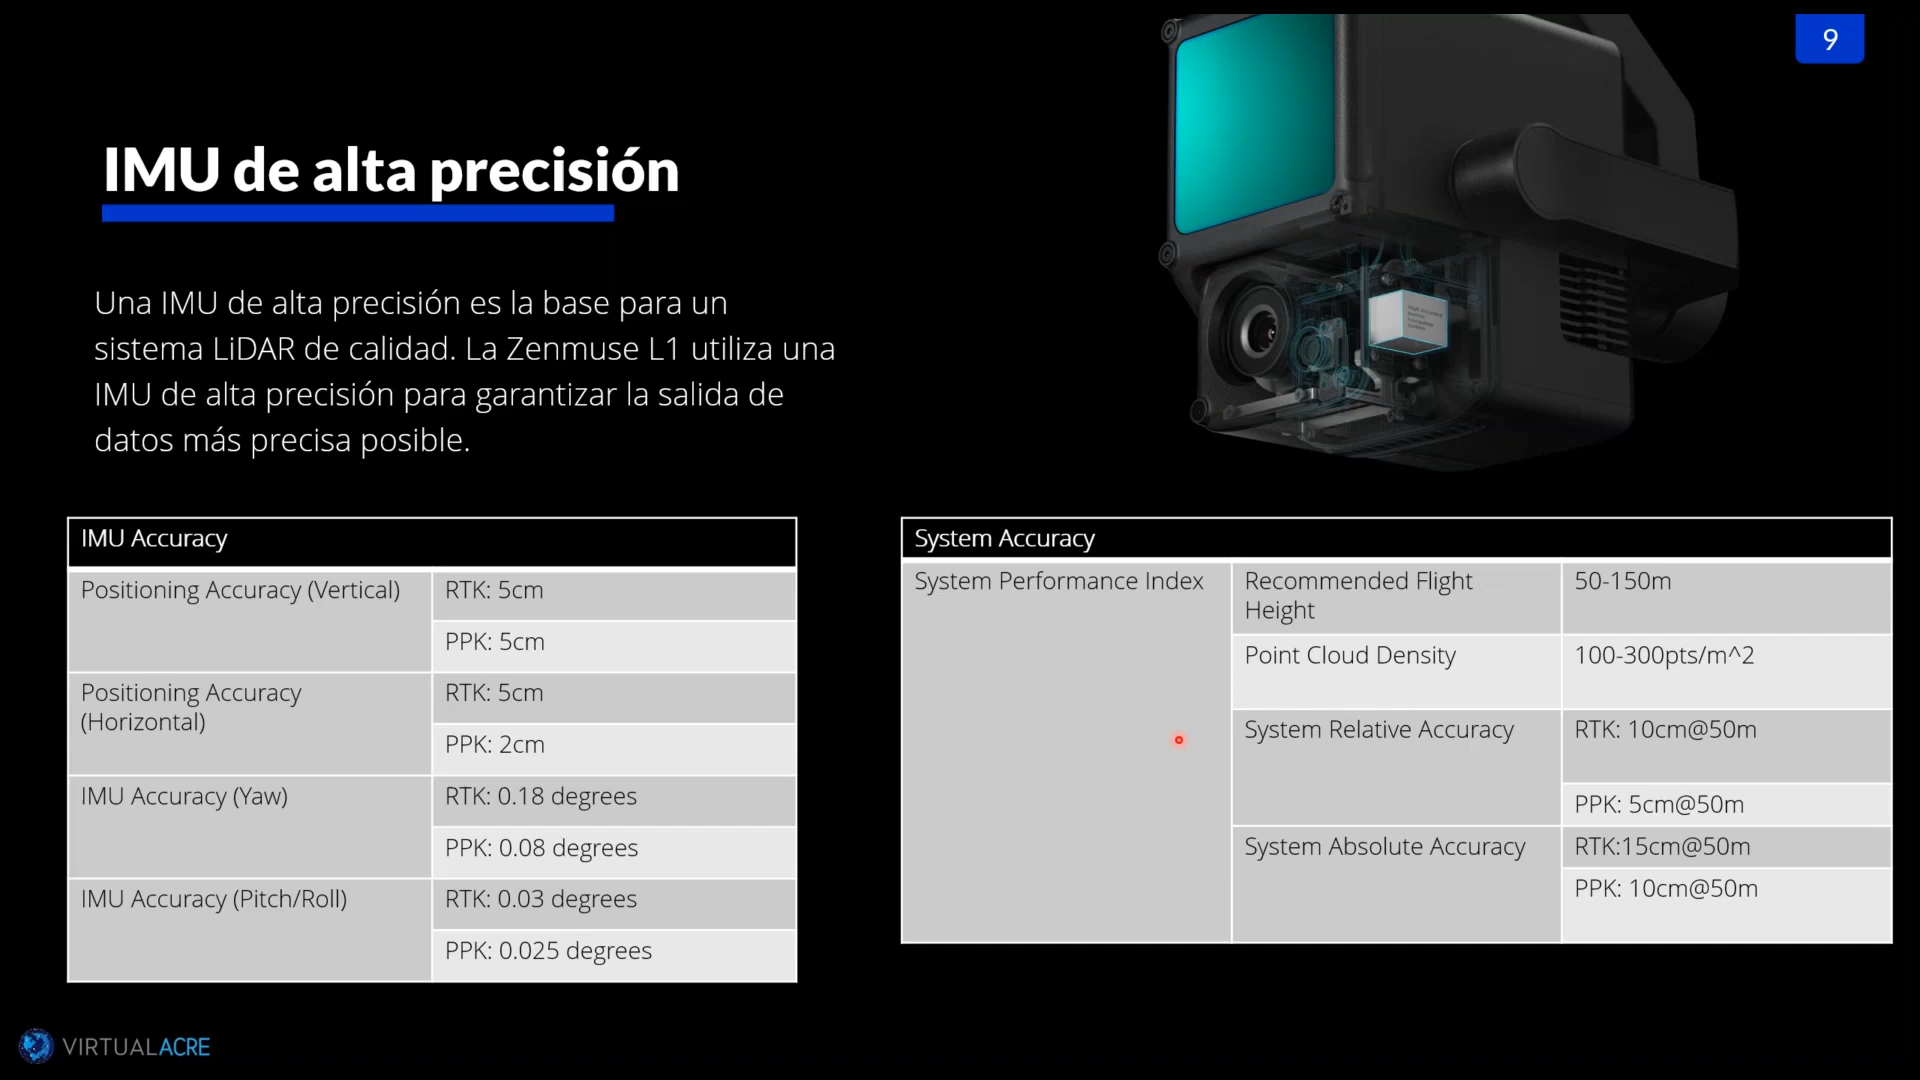 9
IMU de alta precisión
Una IMU de alta precisión es la base para un
sistema LiDAR de calidad. La Zenmuse L1 utiliza una
IMU de alta precisión para garantizar la salida de
datos más precisa posible.
IMU Accuracy
Positioning Accuracy (Vertical)
RTK: 5cm
PPK: 5cm
Positioning Accuracy
(Horizontal)
RTK: 5cm
PPK: 2cm
IMU Accuracy (Yaw)
RTK: 0.18 degrees
PPK: 0.08 degrees
IMU Accuracy (Pitch/Roll)
RTK: 0.03 degrees
PPK: 0.025 degrees
System Accuracy
System Performance Index
Recommended Flight
Height
50-150m
Point Cloud Density
100-300pts/m^2
System Relative Accuracy
RTK: 10cm@50m
PPK: 5cm@50m
System Absolute Accuracy
RTK:15cm@50m
PPK: 10cm@50m
VIRTUALACRE